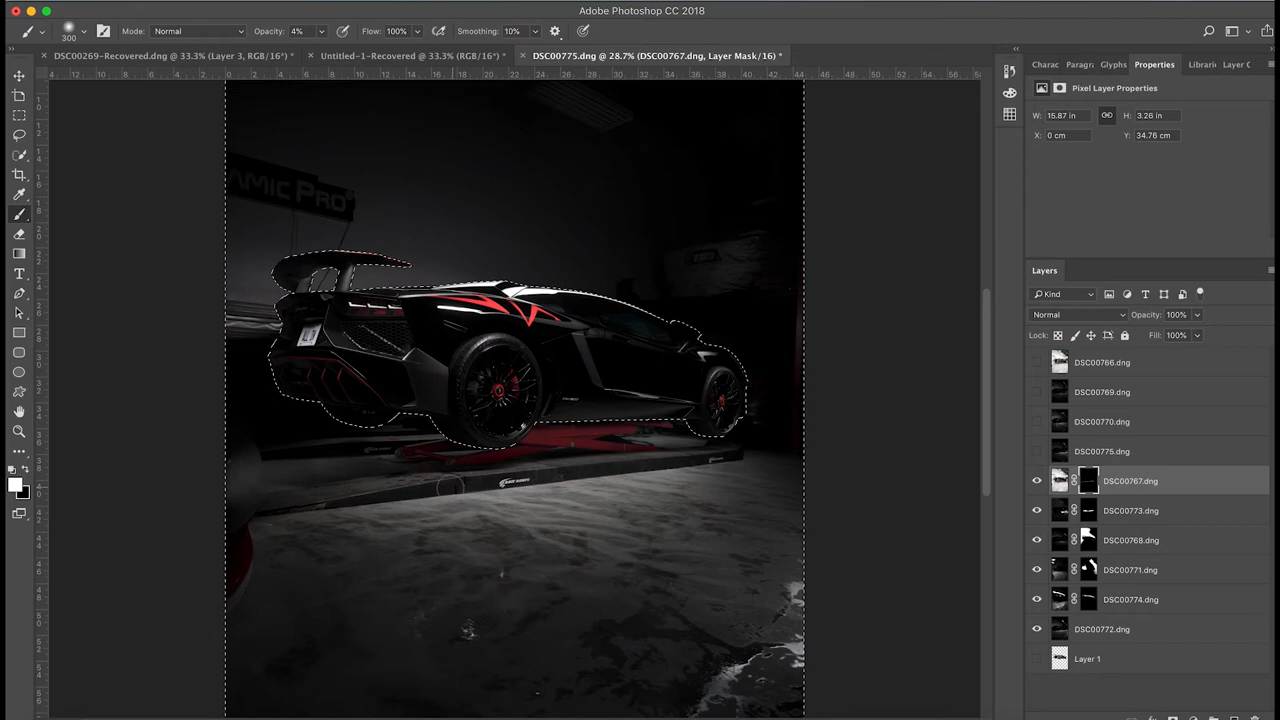 Adobe Photoshop CC 2018
300
Mode: Normal Opacity: 4% Flow: 100% Smoothing: 10%
DSC00269-Recovered.dng @ 33.3% (Layer 3, RGB/16*) *
Untitled-1-Recovered @ 33.3% (RGB/16*) *
DSC00775.dng @ 28.7% (DSC00767.dng, Layer Mask/16) *
Charac Paragra Glyphs Properties Librari Layer C
Pixel Layer Properties
W: 15.87 in H: 3.26 in
X: 0 cm Y: 34.76 cm
AMIC PRO
Layers
Kind
Normal Opacity: 100%
Lock: Fill: 100%
DSC00766.dng
DSC00769.dng
DSC00770.dng
DSC00775.dng
DSC00767.dng
DSC00773.dng
DSC00768.dng
DSC00771.dng
DSC00774.dng
DSC00772.dng
Layer 1